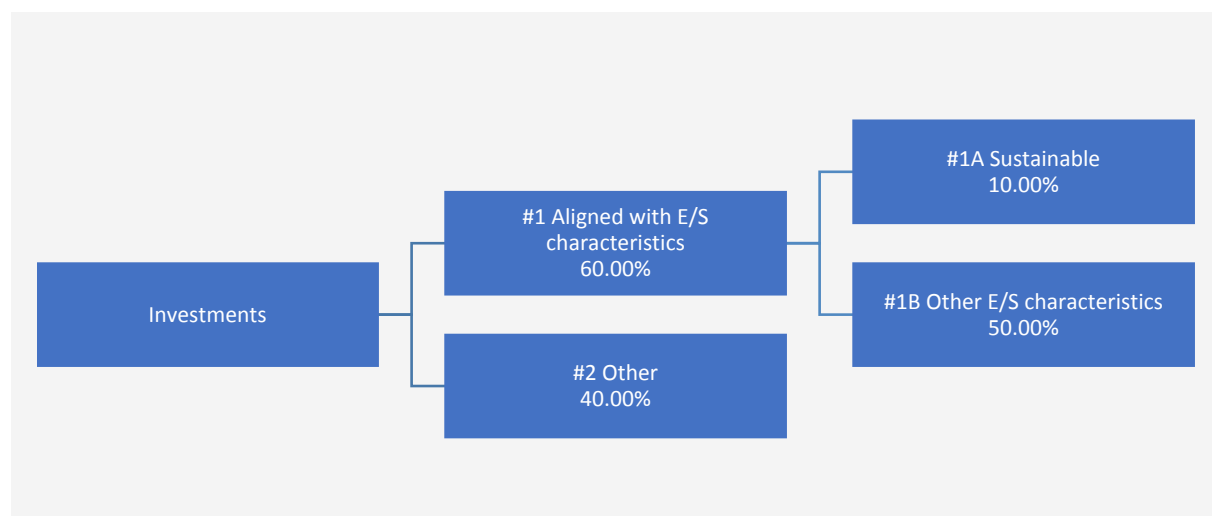 Investments
#1 Aligned with E/S
characteristics
60.00%
#2 Other
40.00%
#1A Sustainable
10.00%
#1B Other E/S characteristics
50.00%